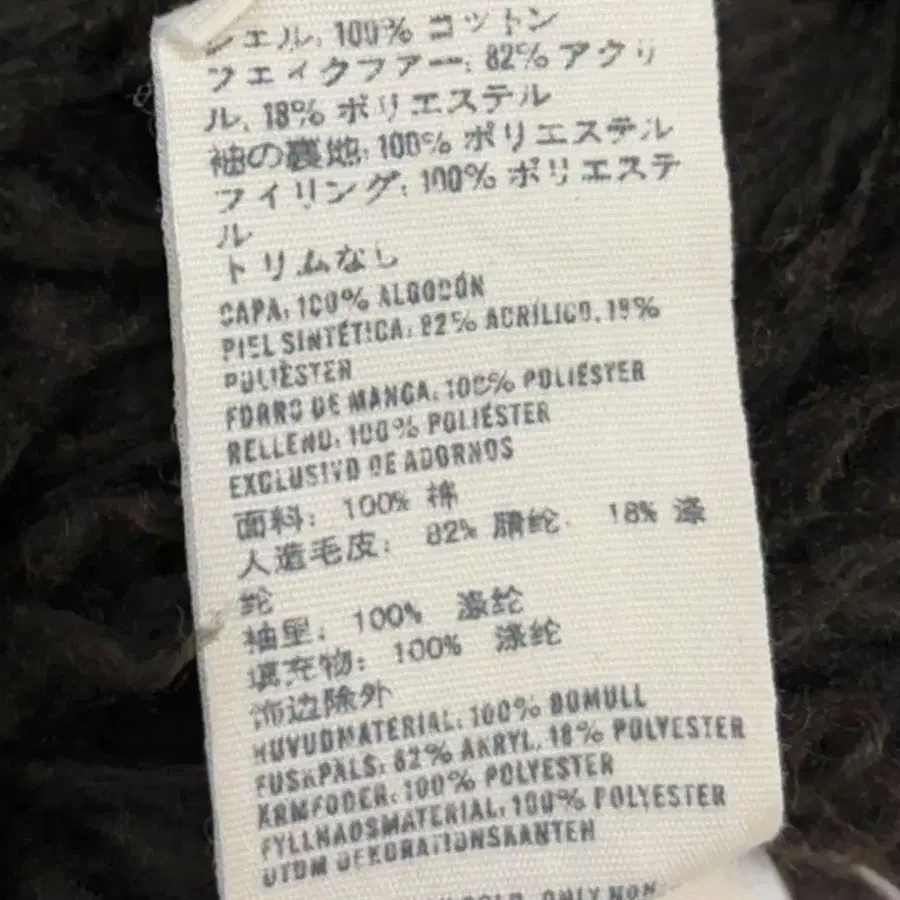 シェル: 100% コットン
フェイクファー: 82% アクリ
ル, 18% ポリエステル
袖の裏地: 100% ポリエステル
フィリング: 100% ポリエステ
ル
トリムなし
CAPA: 100% ALGODÓN
PIEL SINTÉTICA: 82% ACRÍLICO, 18%
POLIÉSTER
FORRO DE MANGA: 100% POLIÉSTER
RELLENO: 100% POLIÉSTER
EXCLUSIVO DE ADORNOS
面料: 100% 棉
人造毛皮: 82% 腈纶, 18% 涤
纶
袖里: 100% 涤纶
填充物: 100% 涤纶
饰边除外
HUVUDMATERIAL: 100% BOMULL
FUSKPÄLS: 82% AKRYL, 18% POLYESTER
ÄRMFODER: 100% POLYESTER
FYLLNADSMATERIAL: 100% POLYESTER
UTOM DEKORATIONSKANTEN
COLD, ONLY NON